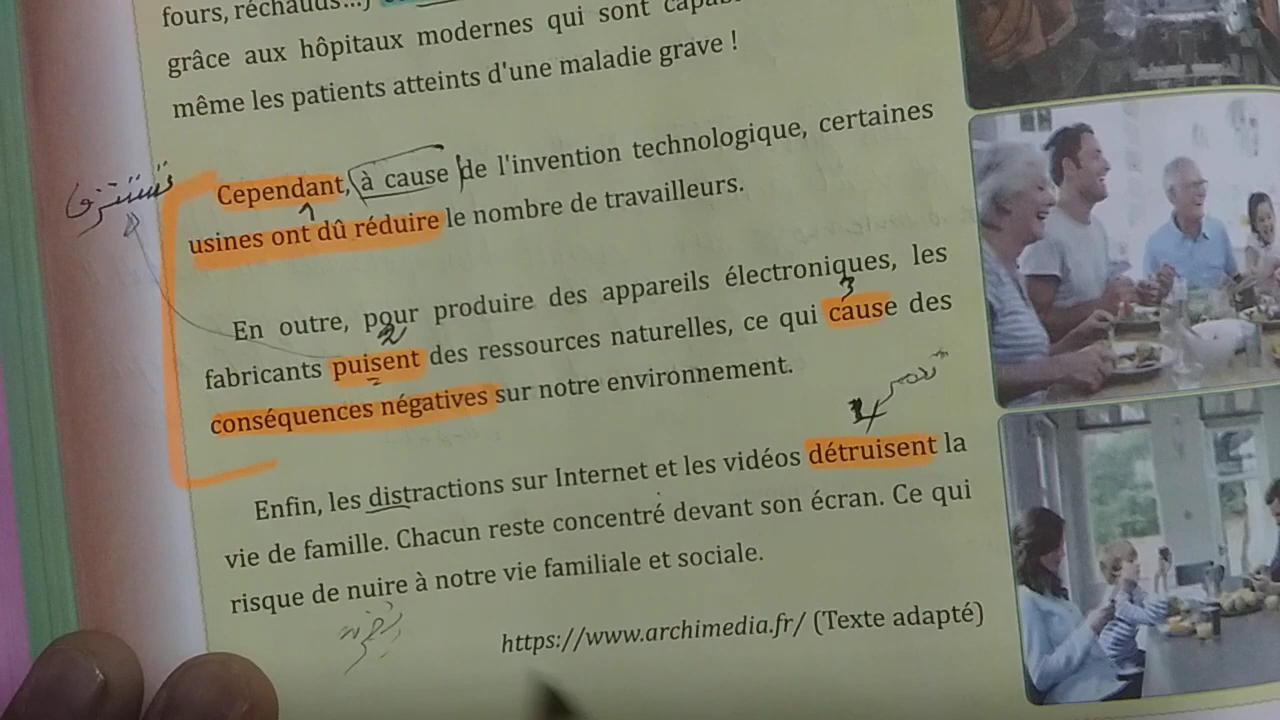 fours, réchauds...)
grâce aux hôpitaux modernes qui sont
même les patients atteints d'une maladie grave !
Cependant, à cause de l'invention technologique, certaines
usines ont dû réduire le nombre de travailleurs.
En outre, pour produire des appareils électroniques, les
2 3
fabricants puisent des ressources naturelles, ce qui cause des
conséquences négatives sur notre environnement.
4
Enfin, les distractions sur Internet et les vidéos détruisent la
vie de famille. Chacun reste concentré devant son écran. Ce qui
risque de nuire à notre vie familiale et sociale.
https://www.archimedia.fr/ (Texte adapté)